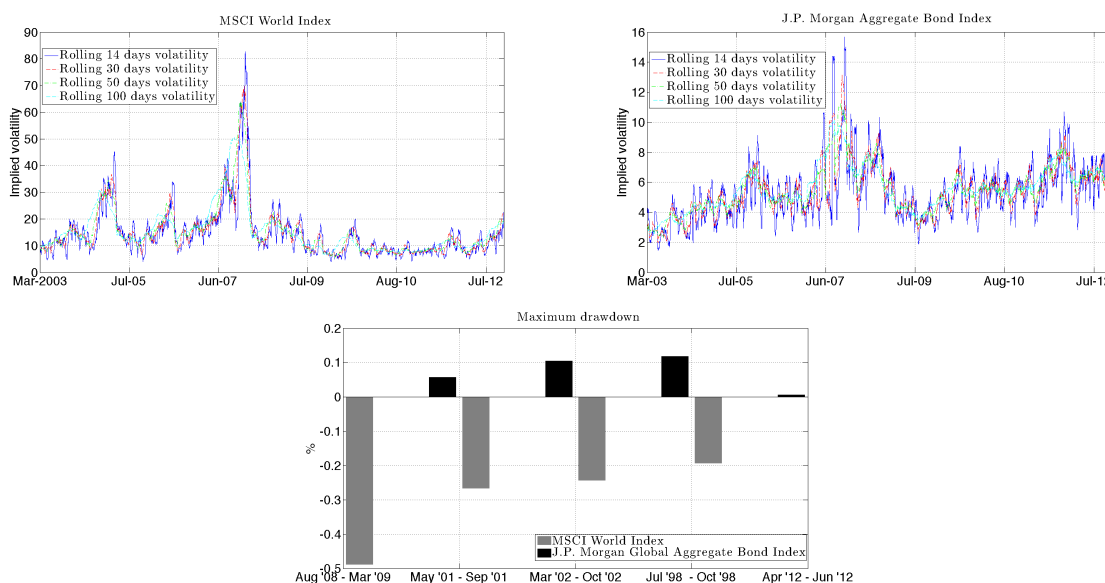 MSCI World Index
90
80
70
60
50
40
30
20
10
0
Implied volatility
Rolling 14 days volatility
Rolling 30 days volatility
Rolling 50 days volatility
Rolling 100 days volatility
Mar-2003 Jul-05 Jun-07 Jul-09 Aug-10 Jul-12
J.P. Morgan Aggregate Bond Index
16
14
12
10
8
6
4
2
0
Implied volatility
Rolling 14 days volatility
Rolling 30 days volatility
Rolling 50 days volatility
Rolling 100 days volatility
Mar-03 Jul-05 Jun-07 Jul-09 Aug-10
Maximum drawdown
0.2
0.1
0
-0.1
-0.2
-0.3
-0.4
-0.5
%
MSCI World Index
J.P. Morgan Global Aggregate Bond Index
Aug '08 - Mar '09 May '01 - Sep '01 Mar '02 - Oct '02 Jul '98 - Oct '98 Apr '12 - Jun '12